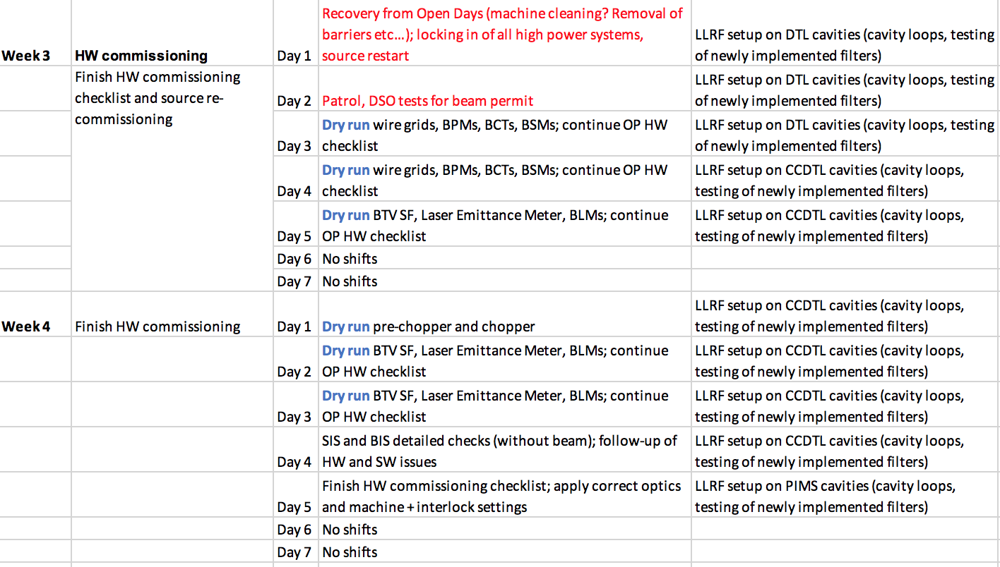 Week 3 HW commissioning Day 1 Recovery from Open Days (machine cleaning? Removal of
barriers etc...); locking in of all high power systems,
source restart
LLRF setup on DTL cavities (cavity loops, testing
of newly implemented filters)
Finish HW commissioning
checklist and source re-
commissioning
Day 2 Patrol, DSO tests for beam permit
LLRF setup on DTL cavities (cavity loops, testing
of newly implemented filters)
Day 3 Dry run wire grids, BPMs, BCTs, BSMs; continue OP HW
checklist
LLRF setup on DTL cavities (cavity loops, testing
of newly implemented filters)
Day 4 Dry run wire grids, BPMs, BCTs, BSMs; continue OP HW
checklist
LLRF setup on CCDTL cavities (cavity loops,
testing of newly implemented filters)
Day 5 Dry run BTV SF, Laser Emittance Meter, BLMs; continue
OP HW checklist
LLRF setup on CCDTL cavities (cavity loops,
testing of newly implemented filters)
Day 6 No shifts
Day 7 No shifts
Week 4 Finish HW commissioning Day 1 Dry run pre-chopper and chopper
LLRF setup on CCDTL cavities (cavity loops,
testing of newly implemented filters)
Day 2 Dry run BTV SF, Laser Emittance Meter, BLMs; continue
OP HW checklist
LLRF setup on CCDTL cavities (cavity loops,
testing of newly implemented filters)
Day 3 Dry run BTV SF, Laser Emittance Meter, BLMs; continue
OP HW checklist
LLRF setup on CCDTL cavities (cavity loops,
testing of newly implemented filters)
Day 4 SIS and BIS detailed checks (without beam); follow-up of
HW and SW issues
LLRF setup on CCDTL cavities (cavity loops,
testing of newly implemented filters)
Day 5 Finish HW commissioning checklist; apply correct optics
and machine + interlock settings
LLRF setup on PIMS cavities (cavity loops,
testing of newly implemented filters)
Day 6 No shifts
Day 7 No shifts